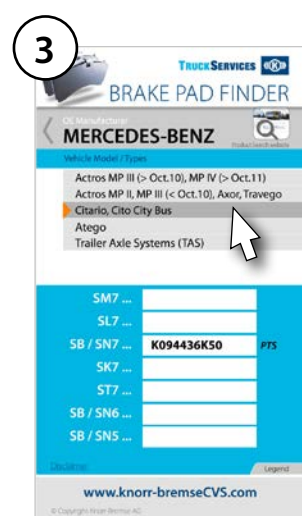 3
TRUCKSERVICES
BRAKE PAD FINDER
OE Manufacturer
MERCEDES-BENZ
Product Search website
Vehicle Model / Types
Actros MP III (> Oct.10), MP IV (> Oct.11)
Actros MP II, MP III (< Oct.10), Axor, Travego
Citario, Cito City Bus
Atego
Trailer Axle Systems (TAS)
SM7 ...
SL7 ...
SB / SN7 ... K094436K50 PTS
SK7 ...
ST7 ...
SB / SN6 ...
SB / SN5 ...
Disclaimer Legend
www.knorr-bremseCVS.com
© Copyright Knorr-Bremse AG